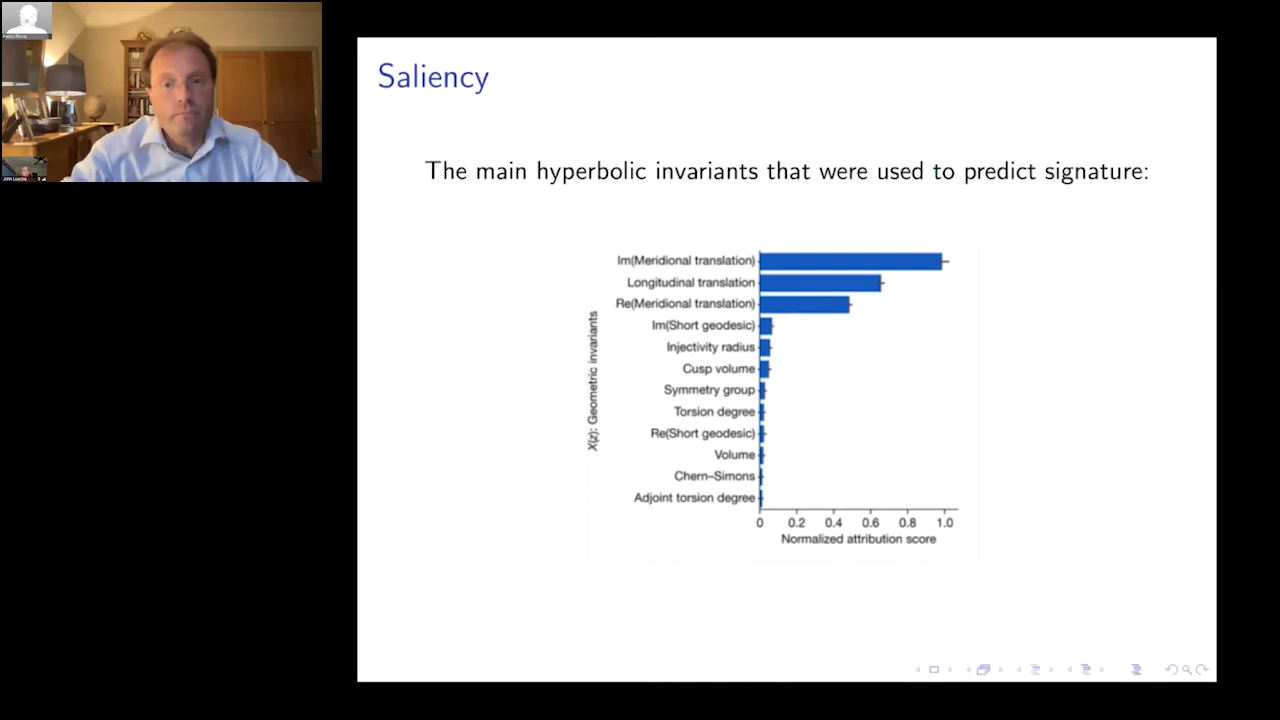 Saliency
The main hyperbolic invariants that were used to predict signature:
Im(Meridional translation)
Longitudinal translation
Re(Meridional translation)
Im(Short geodesic)
Injectivity radius
Cusp volume
Symmetry group
Torsion degree
Re(Short geodesic)
Volume
Chern–Simons
Adjoint torsion degree
X(z): Geometric invariants
0 0.2 0.4 0.6 0.8 1.0
Normalized attribution score